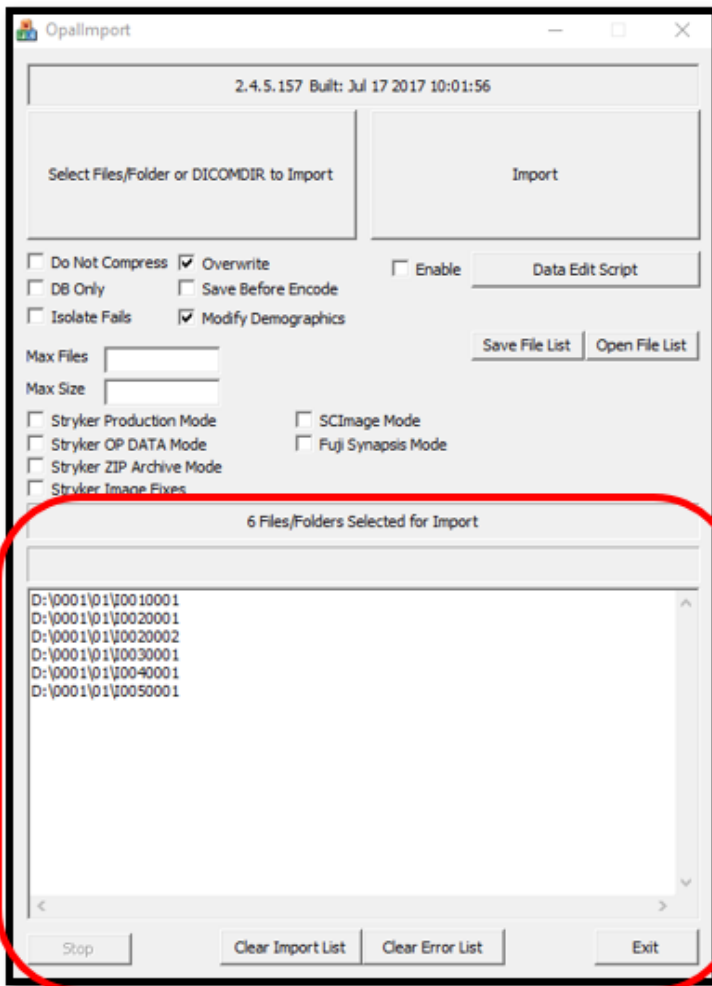 OpalImport
2.4.5.157 Built: Jul 17 2017 10:01:56
Select Files/Folder or DICOMDIR to Import
Import
Do Not Compress Overwrite Enable Data Edit Script
DB Only Save Before Encode
Isolate Fails Modify Demographics
Save File List Open File List
Max Files
Max Size
Stryker Production Mode SCImage Mode
Stryker OP DATA Mode Fuji Synapsis Mode
Stryker ZIP Archive Mode
Stryker Image Fixes
6 Files/Folders Selected for Import
D:\0001\01\I0010001
D:\0001\01\I0020001
D:\0001\01\I0020002
D:\0001\01\I0030001
D:\0001\01\I0040001
D:\0001\01\I0050001
Stop Clear Import List Clear Error List Exit